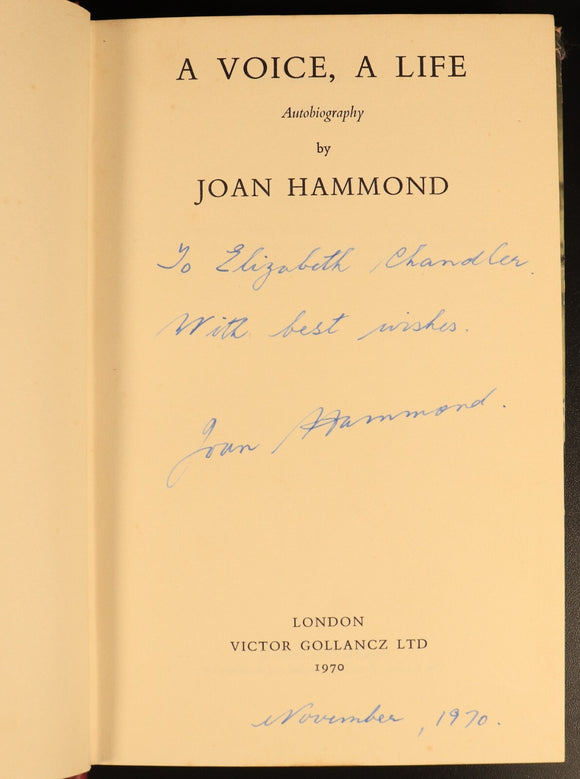 A VOICE, A LIFE
Autobiography
by
JOAN HAMMOND
To Elizabeth Chandler.
With best wishes.
Joan Hammond.
LONDON
VICTOR GOLLANCZ LTD
1970
November, 1970.